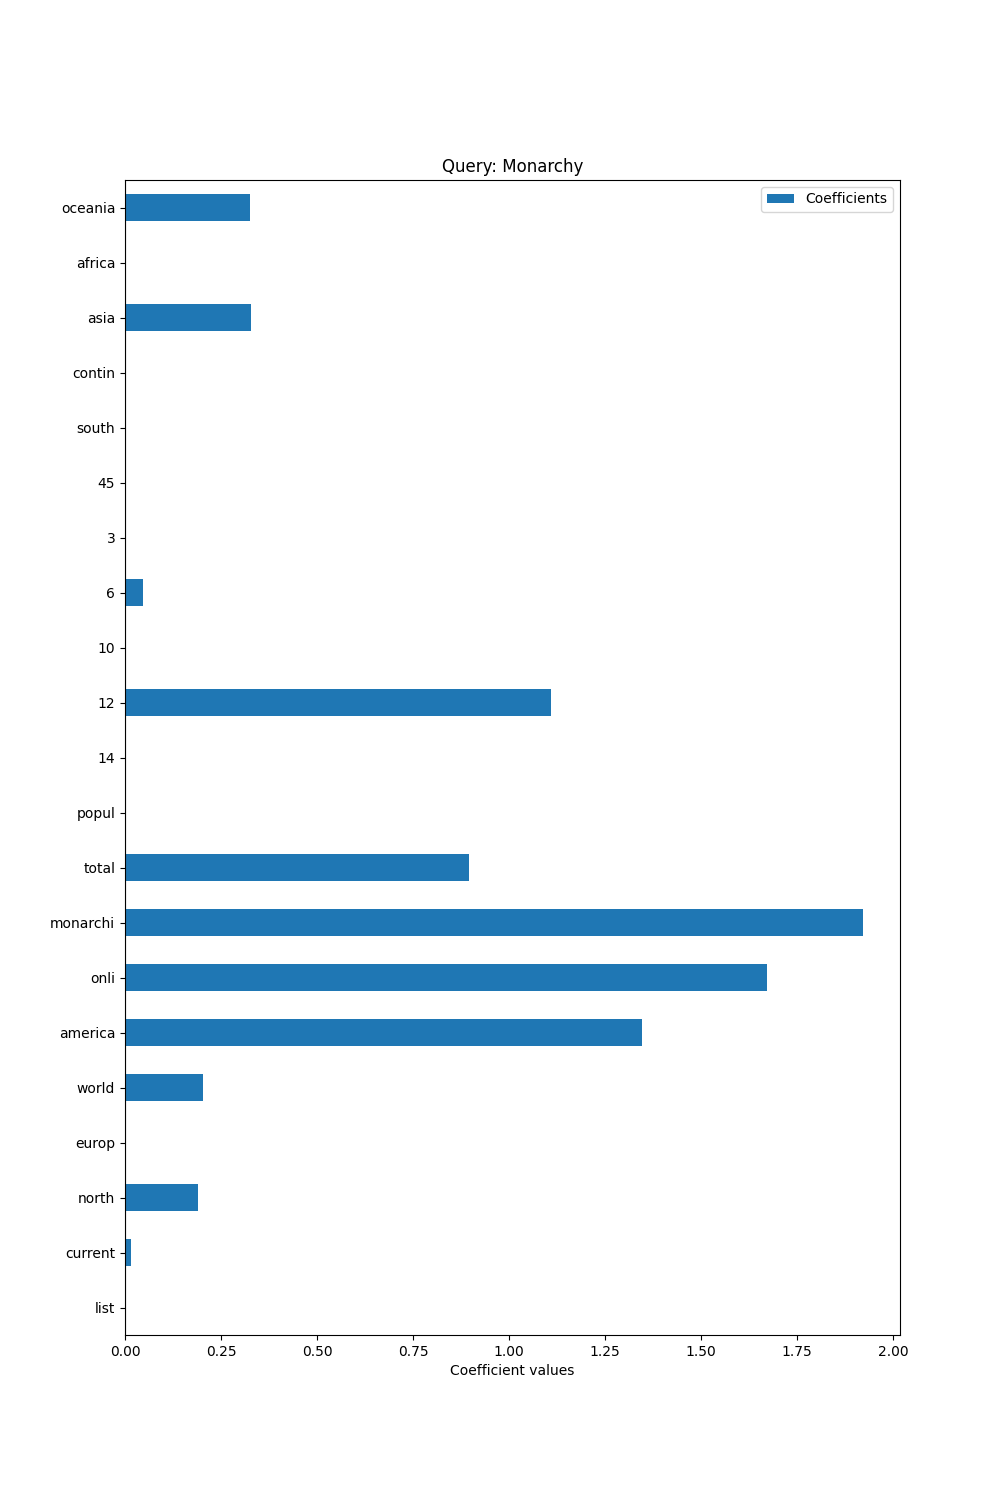 Query: Monarchy
Coefficients
oceania
africa
asia
contin
south
45
3
6
10
12
14
popul
total
monarchi
onli
america
world
europ
north
current
list
0.00 0.25 0.50 0.75 1.00 1.25 1.50 1.75 2.00
Coefficient values